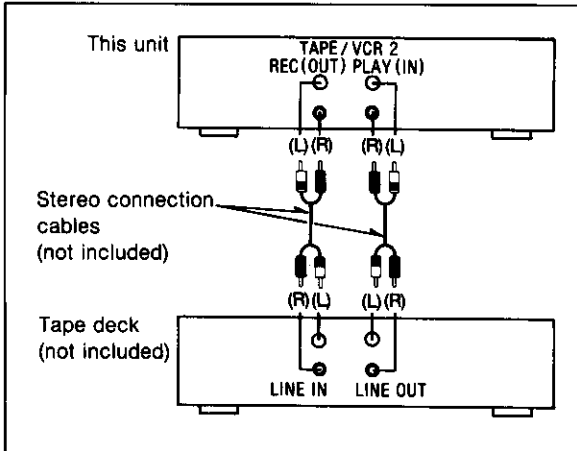 This unit
TAPE / VCR 2
REC (OUT) PLAY (IN)
(L) (R) (R) (L)
Stereo connection
cables
(not included)
(R) (L) (L) (R)
Tape deck
(not included)
LINE IN LINE OUT